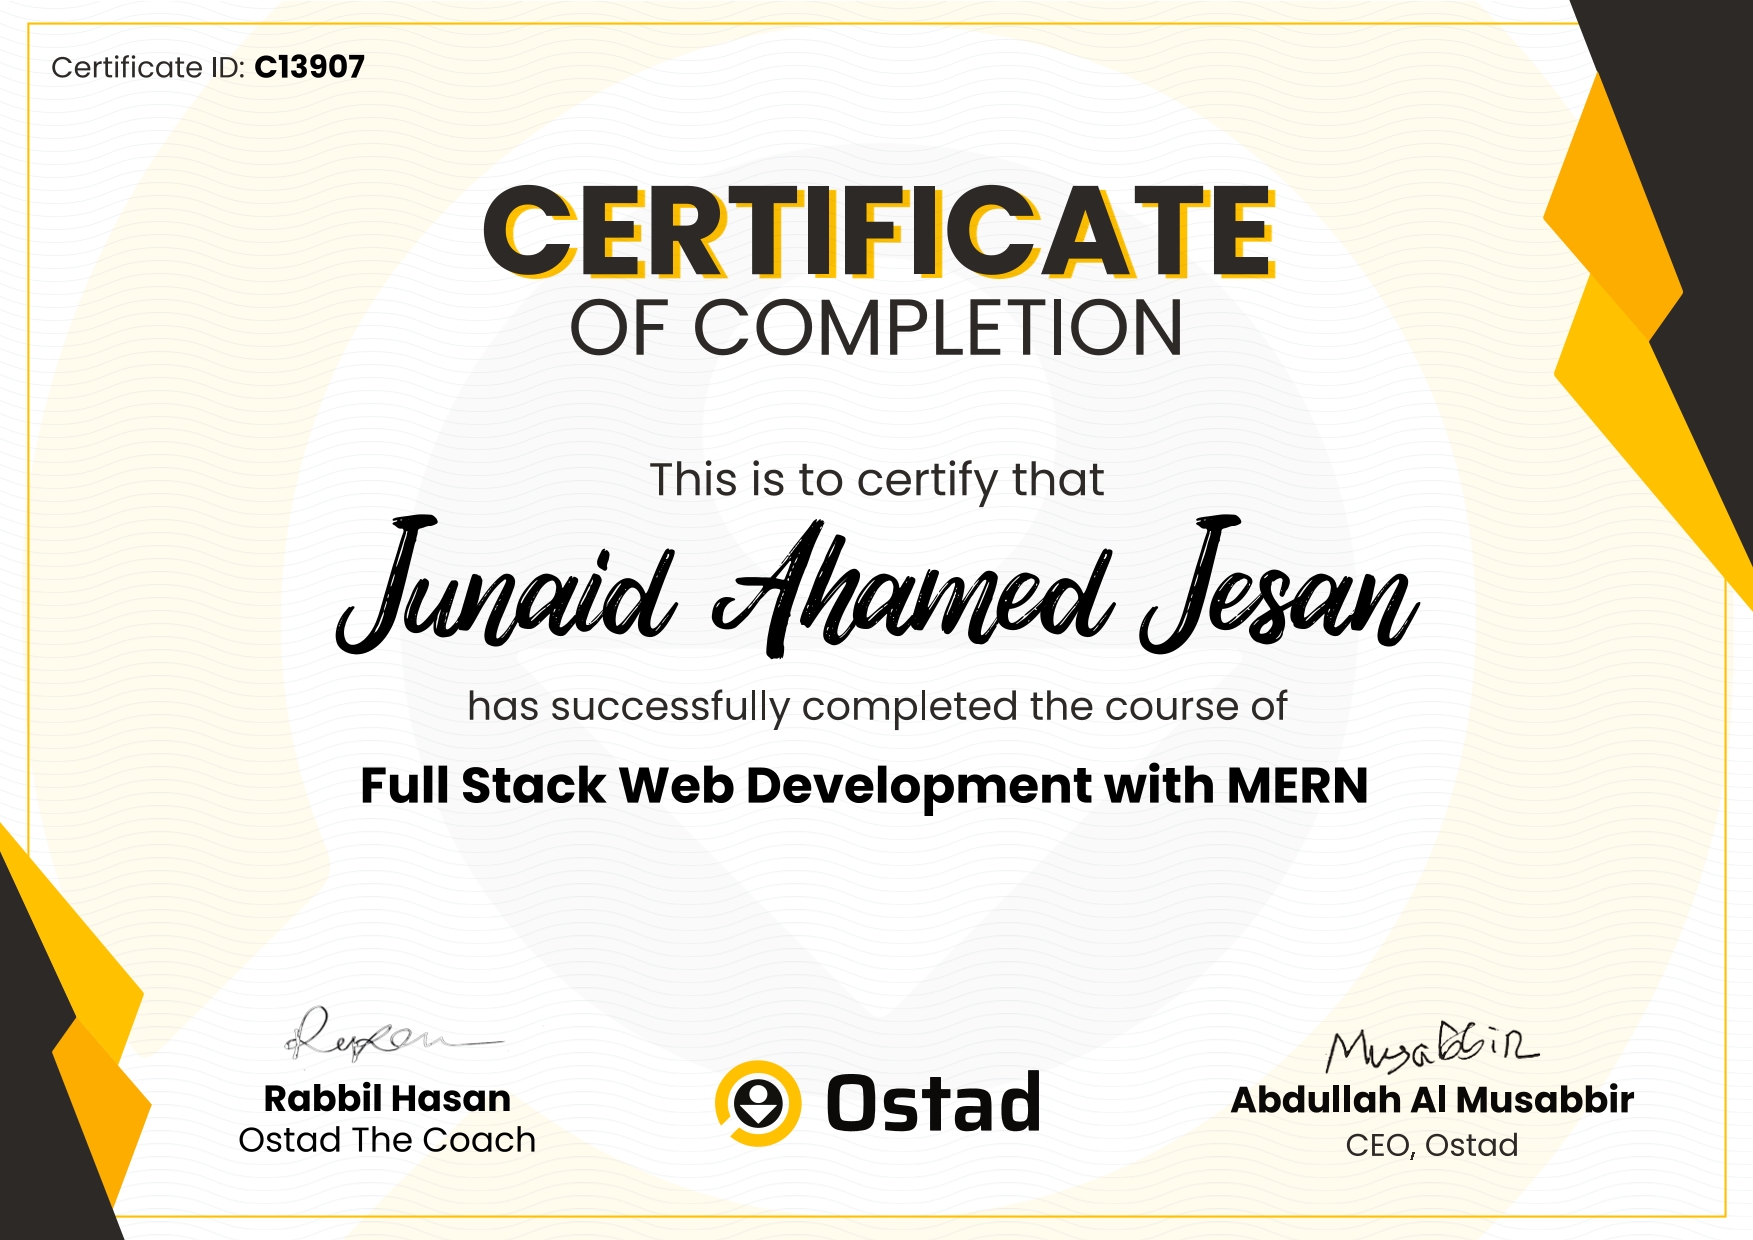 Certificate ID: C13907
CERTIFICATE
OF COMPLETION
This is to certify that
Junaid Ahamed Jesan
has successfully completed the course of
Full Stack Web Development with MERN
Musabbir
Rabbil Hasan
Ostad The Coach
Ostad
Abdullah Al Musabbir
CEO, Ostad